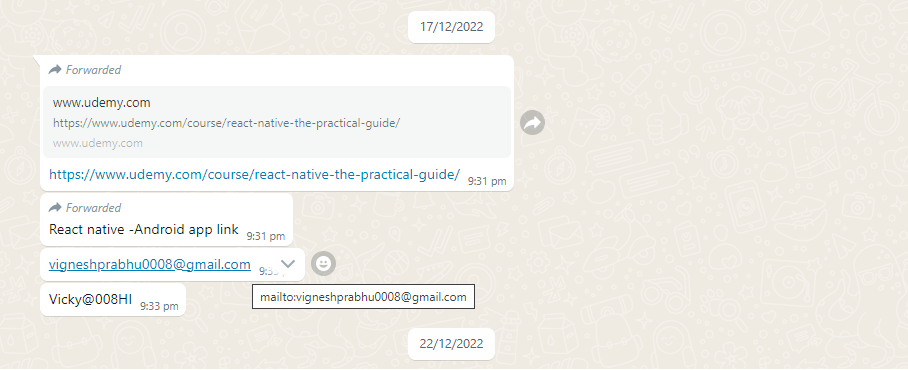 17/12/2022
Forwarded
www.udemy.com
https://www.udemy.com/course/react-native-the-practical-guide/
www.udemy.com
https://www.udemy.com/course/react-native-the-practical-guide/ 9:31 pm
Forwarded
React native -Android app link 9:31 pm
vigneshprabhu0008@gmail.com
Vicky@008HI 9:33 pm
mailto:vigneshprabhu0008@gmail.com
22/12/2022